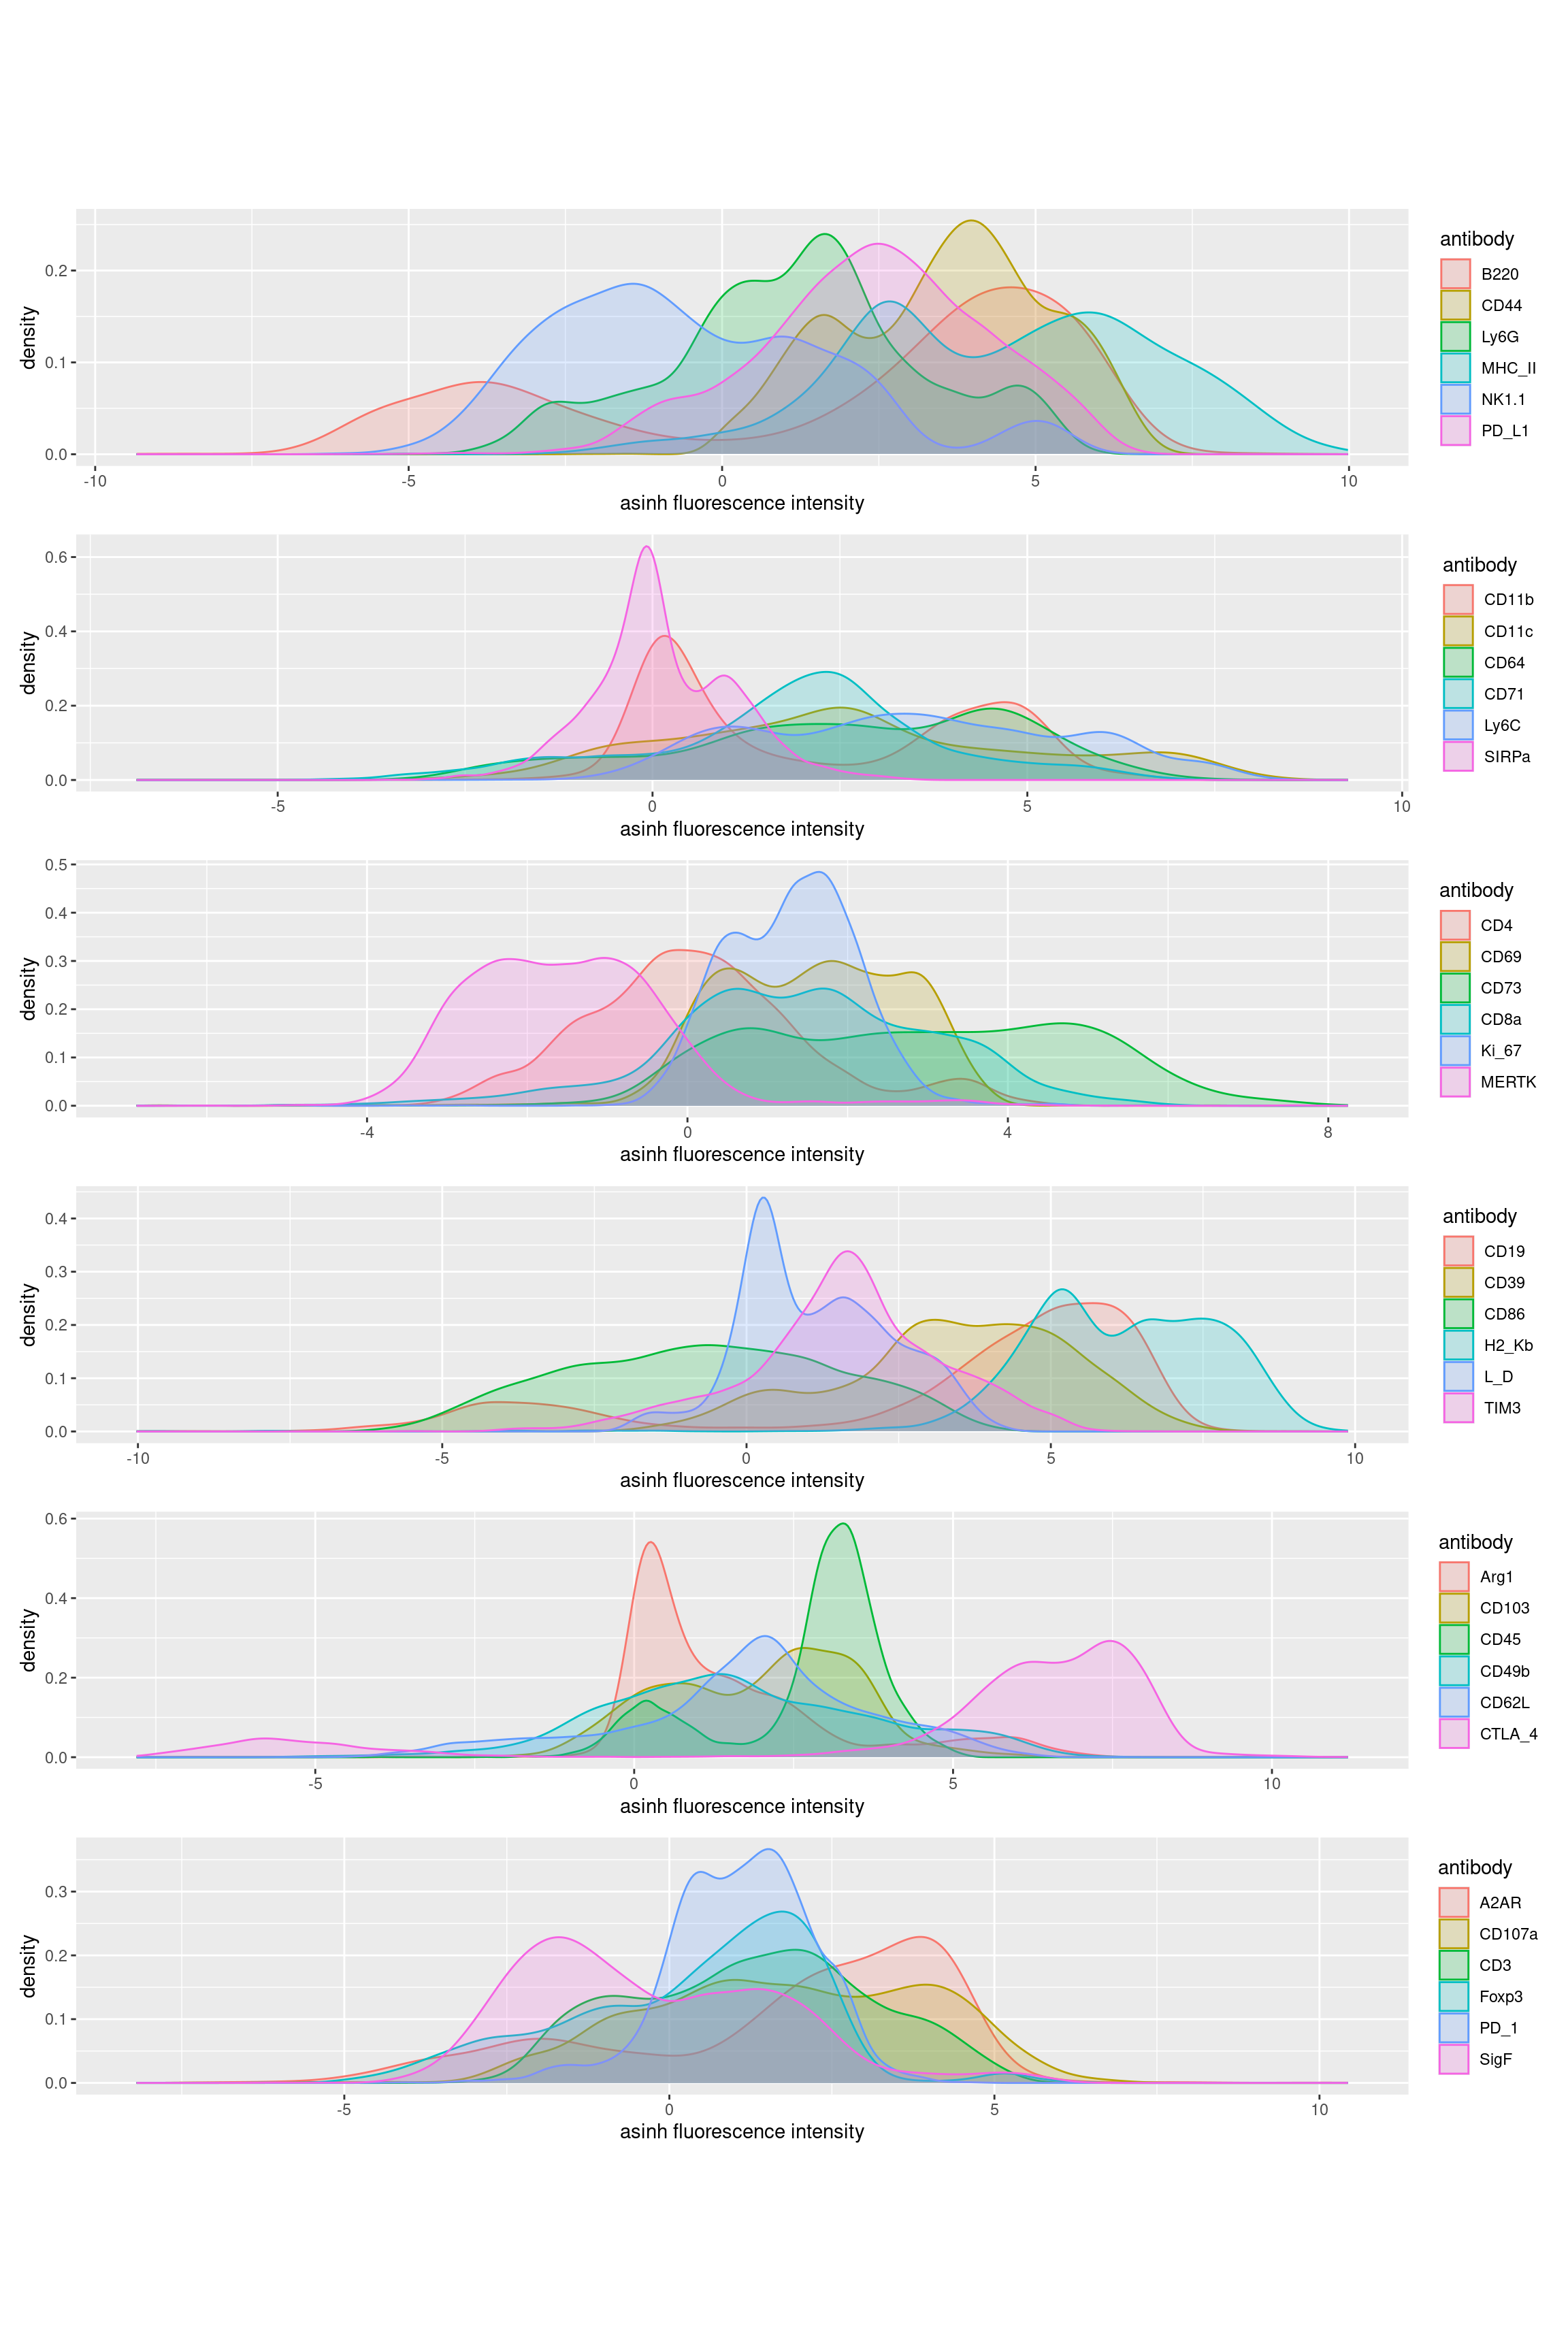 antibody
B220
CD44
Ly6G
MHC_II
NK1.1
PD_L1
density
0.2
0.1
0.0
-10 -5 0 5 10
asinh fluorescence intensity
antibody
CD11b
CD11c
CD64
CD71
Ly6C
SIRPa
density
0.6
0.4
0.2
0.0
-5 0 5 10
asinh fluorescence intensity
antibody
CD4
CD69
CD73
CD8a
Ki_67
MERTK
density
0.5
0.4
0.3
0.2
0.1
0.0
-4 0 4 8
asinh fluorescence intensity
antibody
CD19
CD39
CD86
H2_Kb
L_D
TIM3
density
0.4
0.3
0.2
0.1
0.0
-10 -5 0 5 10
asinh fluorescence intensity
antibody
Arg1
CD103
CD45
CD49b
CD62L
CTLA_4
density
0.6
0.4
0.2
0.0
-5 0 5 10
asinh fluorescence intensity
antibody
A2AR
CD107a
CD3
Foxp3
PD_1
SigF
density
0.3
0.2
0.1
0.0
-5 0 5 10
asinh fluorescence intensity